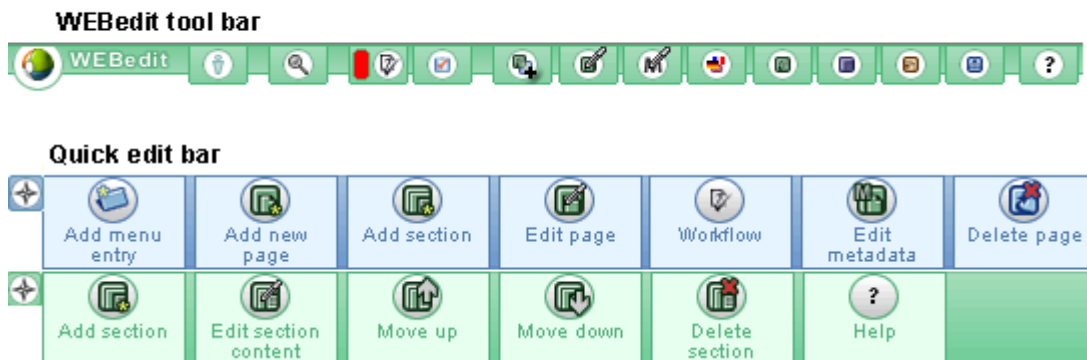 WEBedit tool bar
WEBedit
?
Quick edit bar
Add menu entry
Add new page
Add section
Edit page
Workflow
Edit metadata
Delete page
Add section
Edit section content
Move up
Move down
Delete section
?
Help